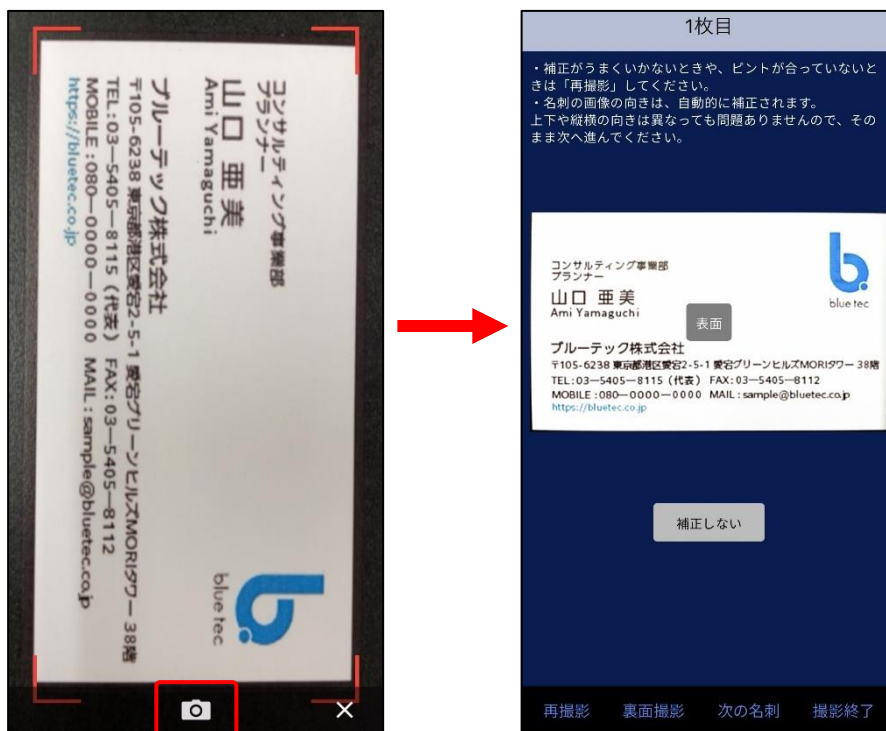 コンサルティング事業部
プランナー
山口 亜美
Ami Yamaguchi
ブルーテック株式会社
〒105-6238 東京都港区愛宕2-5-1 愛宕グリーンヒルズMORIタワー 38階
TEL:03—5405—8115(代表) FAX:03—5405—8112
MOBILE:080—0000—0000 MAIL:sample@bluetec.co.jp
https://bluetec.co.jp
blue tec
1枚目
・補正がうまくいかないときや、ピントが合っていないと
きは「再撮影」してください。
・名刺の画像の向きは、自動的に補正されます。
上下や縦横の向きは異なっても問題ありませんので、その
まま次へ進んでください。
コンサルティング事業部
プランナー
山口 亜美
Ami Yamaguchi
blue tec
表面
ブルーテック株式会社
〒105-6238 東京都港区愛宕2-5-1 愛宕グリーンヒルズMORIタワー 38階
TEL:03—5405—8115(代表) FAX:03—5405—8112
MOBILE:080—0000—0000 MAIL:sample@bluetec.co.jp
https://bluetec.co.jp
補正しない
再撮影 裏面撮影 次の名刺 撮影終了